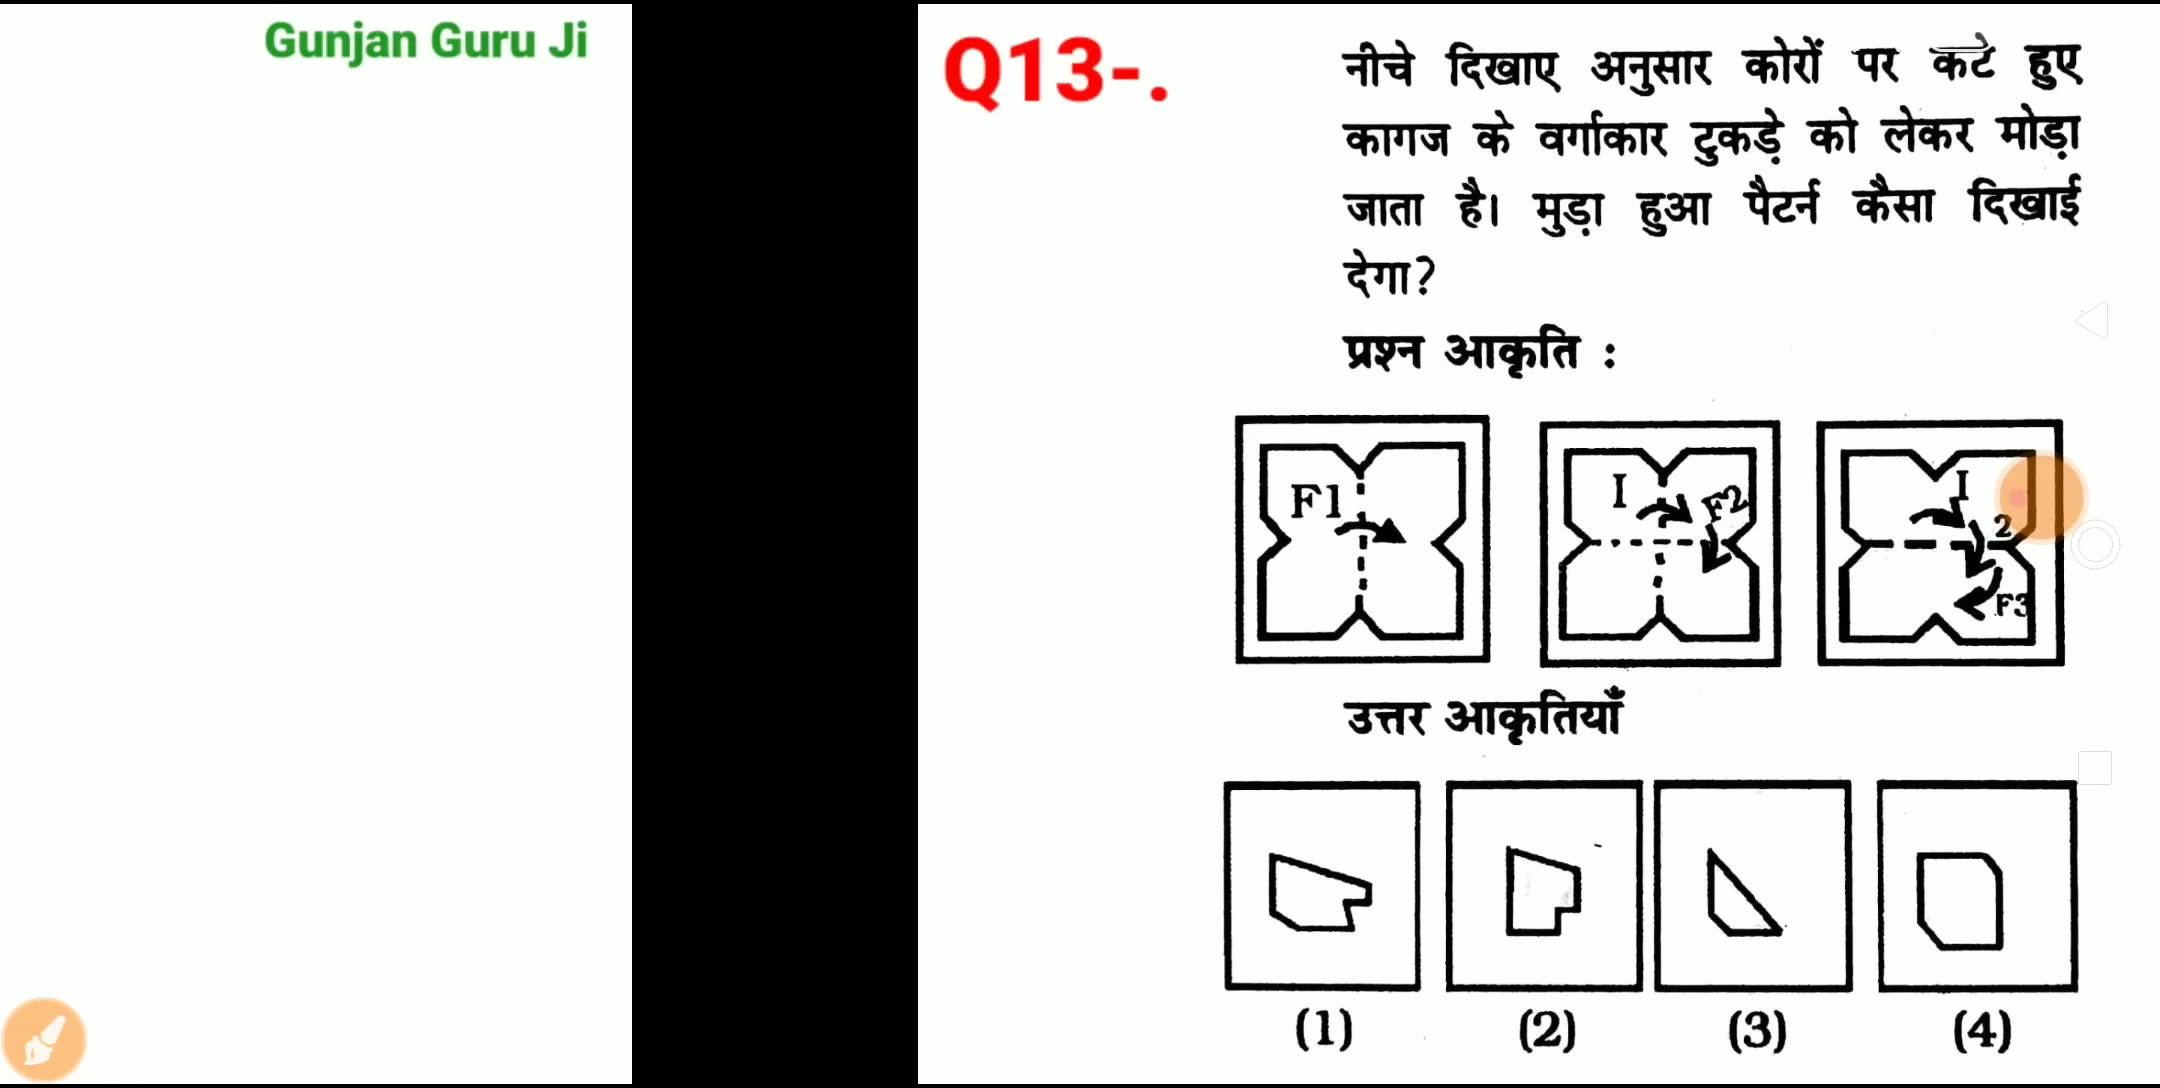 Gunjan Guru Ji
Q13-.
नीचे दिखाए अनुसार कोरों पर कटे हुए
कागज के वर्गाकार टुकड़े को लेकर मोड़ा
जाता है। मुड़ा हुआ पैटर्न कैसा दिखाई
देगा?
प्रश्न आकृति :
F1
I F2
I 2 F3
उत्तर आकृतियाँ
(1) (2) (3) (4)